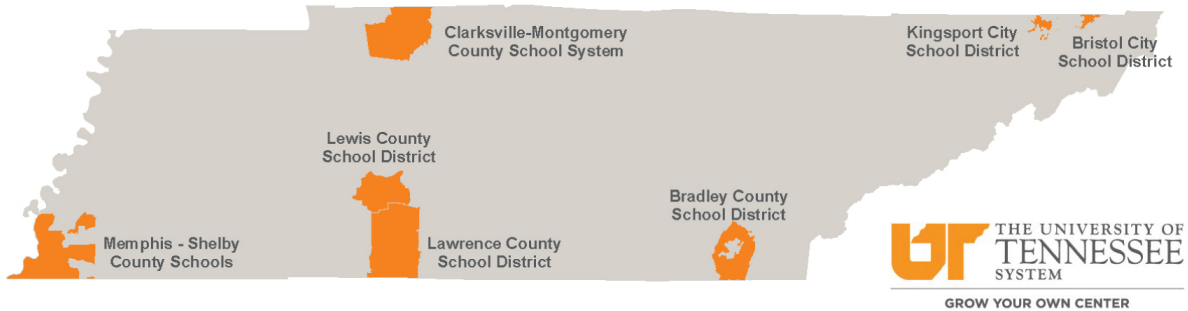 Clarksville-Montgomery
County School System
Kingsport City
School District
Bristol City
School District
Lewis County
School District
Bradley County
School District
Memphis - Shelby
County Schools
Lawrence County
School District
UT
THE UNIVERSITY OF
TENNESSEE
SYSTEM
GROW YOUR OWN CENTER